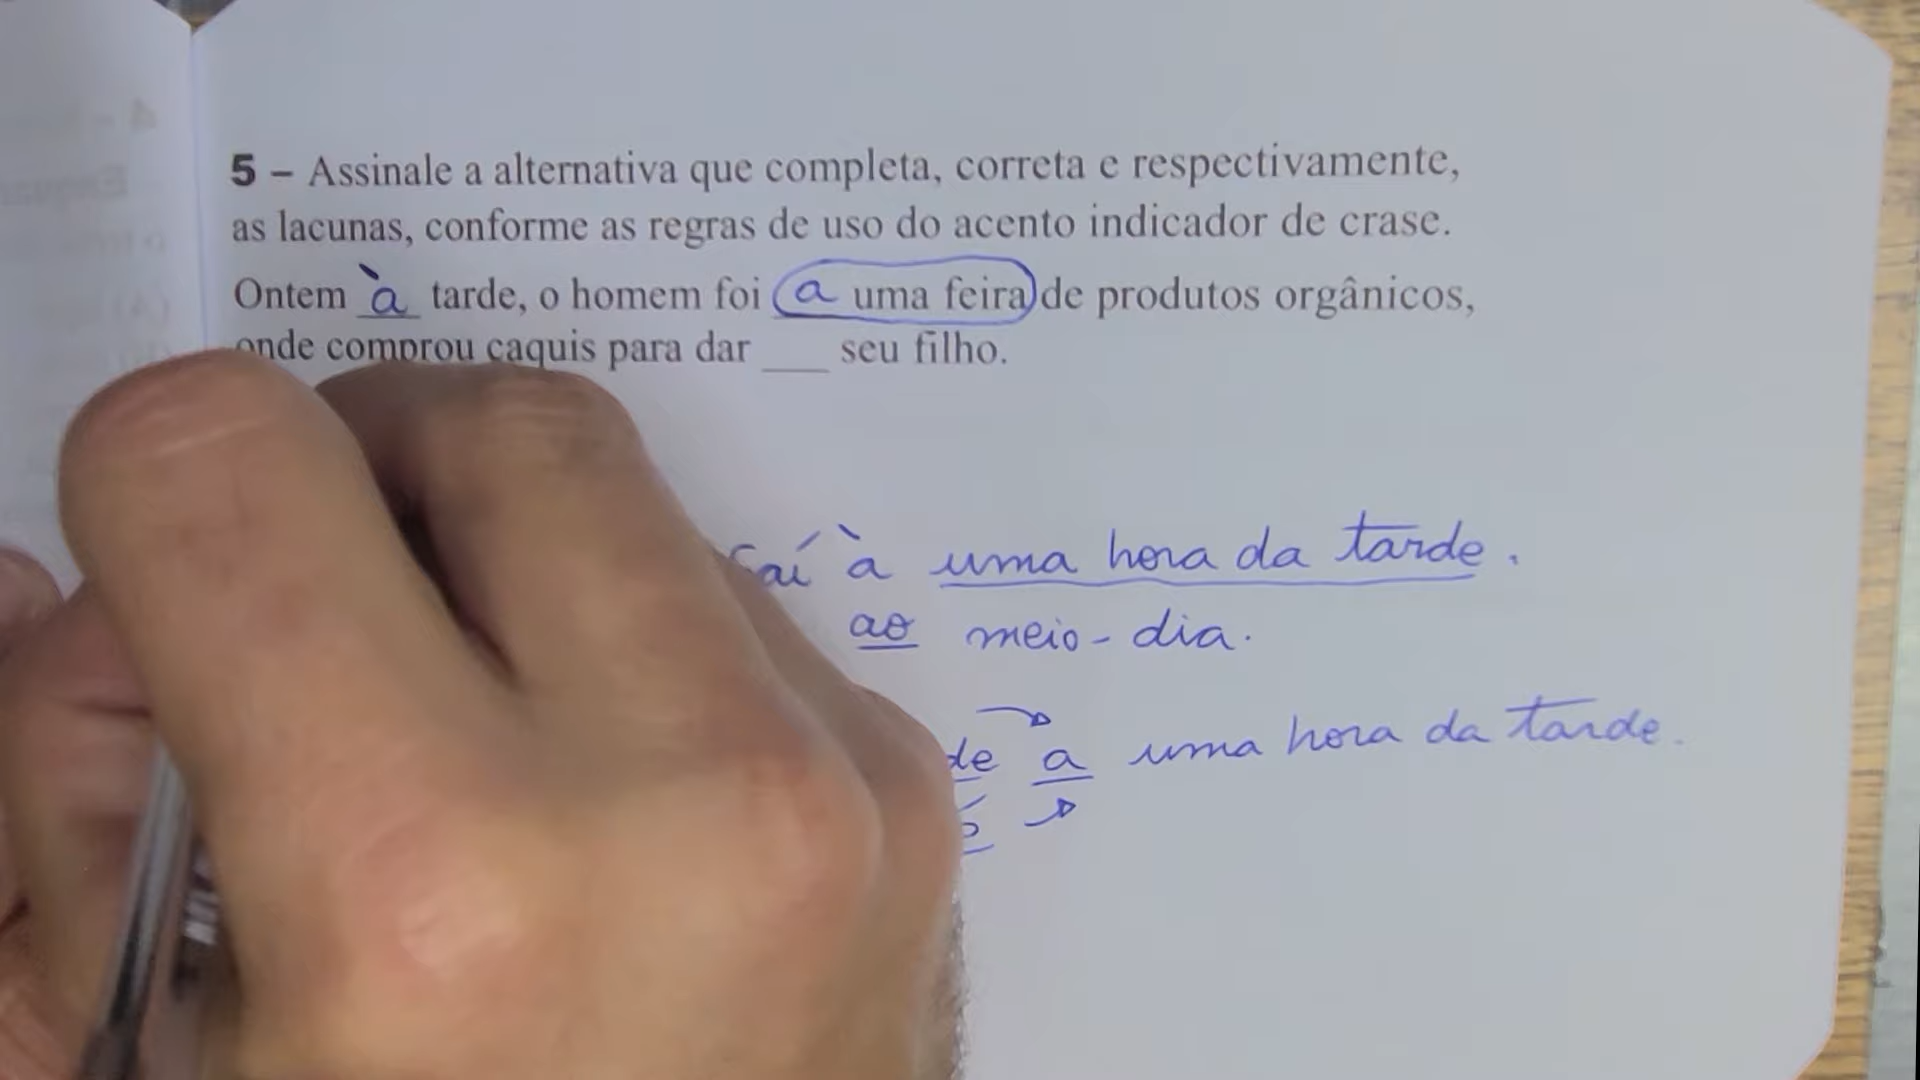 5 – Assinale a alternativa que completa, correta e respectivamente,
as lacunas, conforme as regras de uso do acento indicador de crase.
Ontem à tarde, o homem foi a uma feira de produtos orgânicos,
onde comprou caquis para dar ___ seu filho.
Saí à uma hora da tarde.
ao meio-dia.
de a uma hora da tarde.